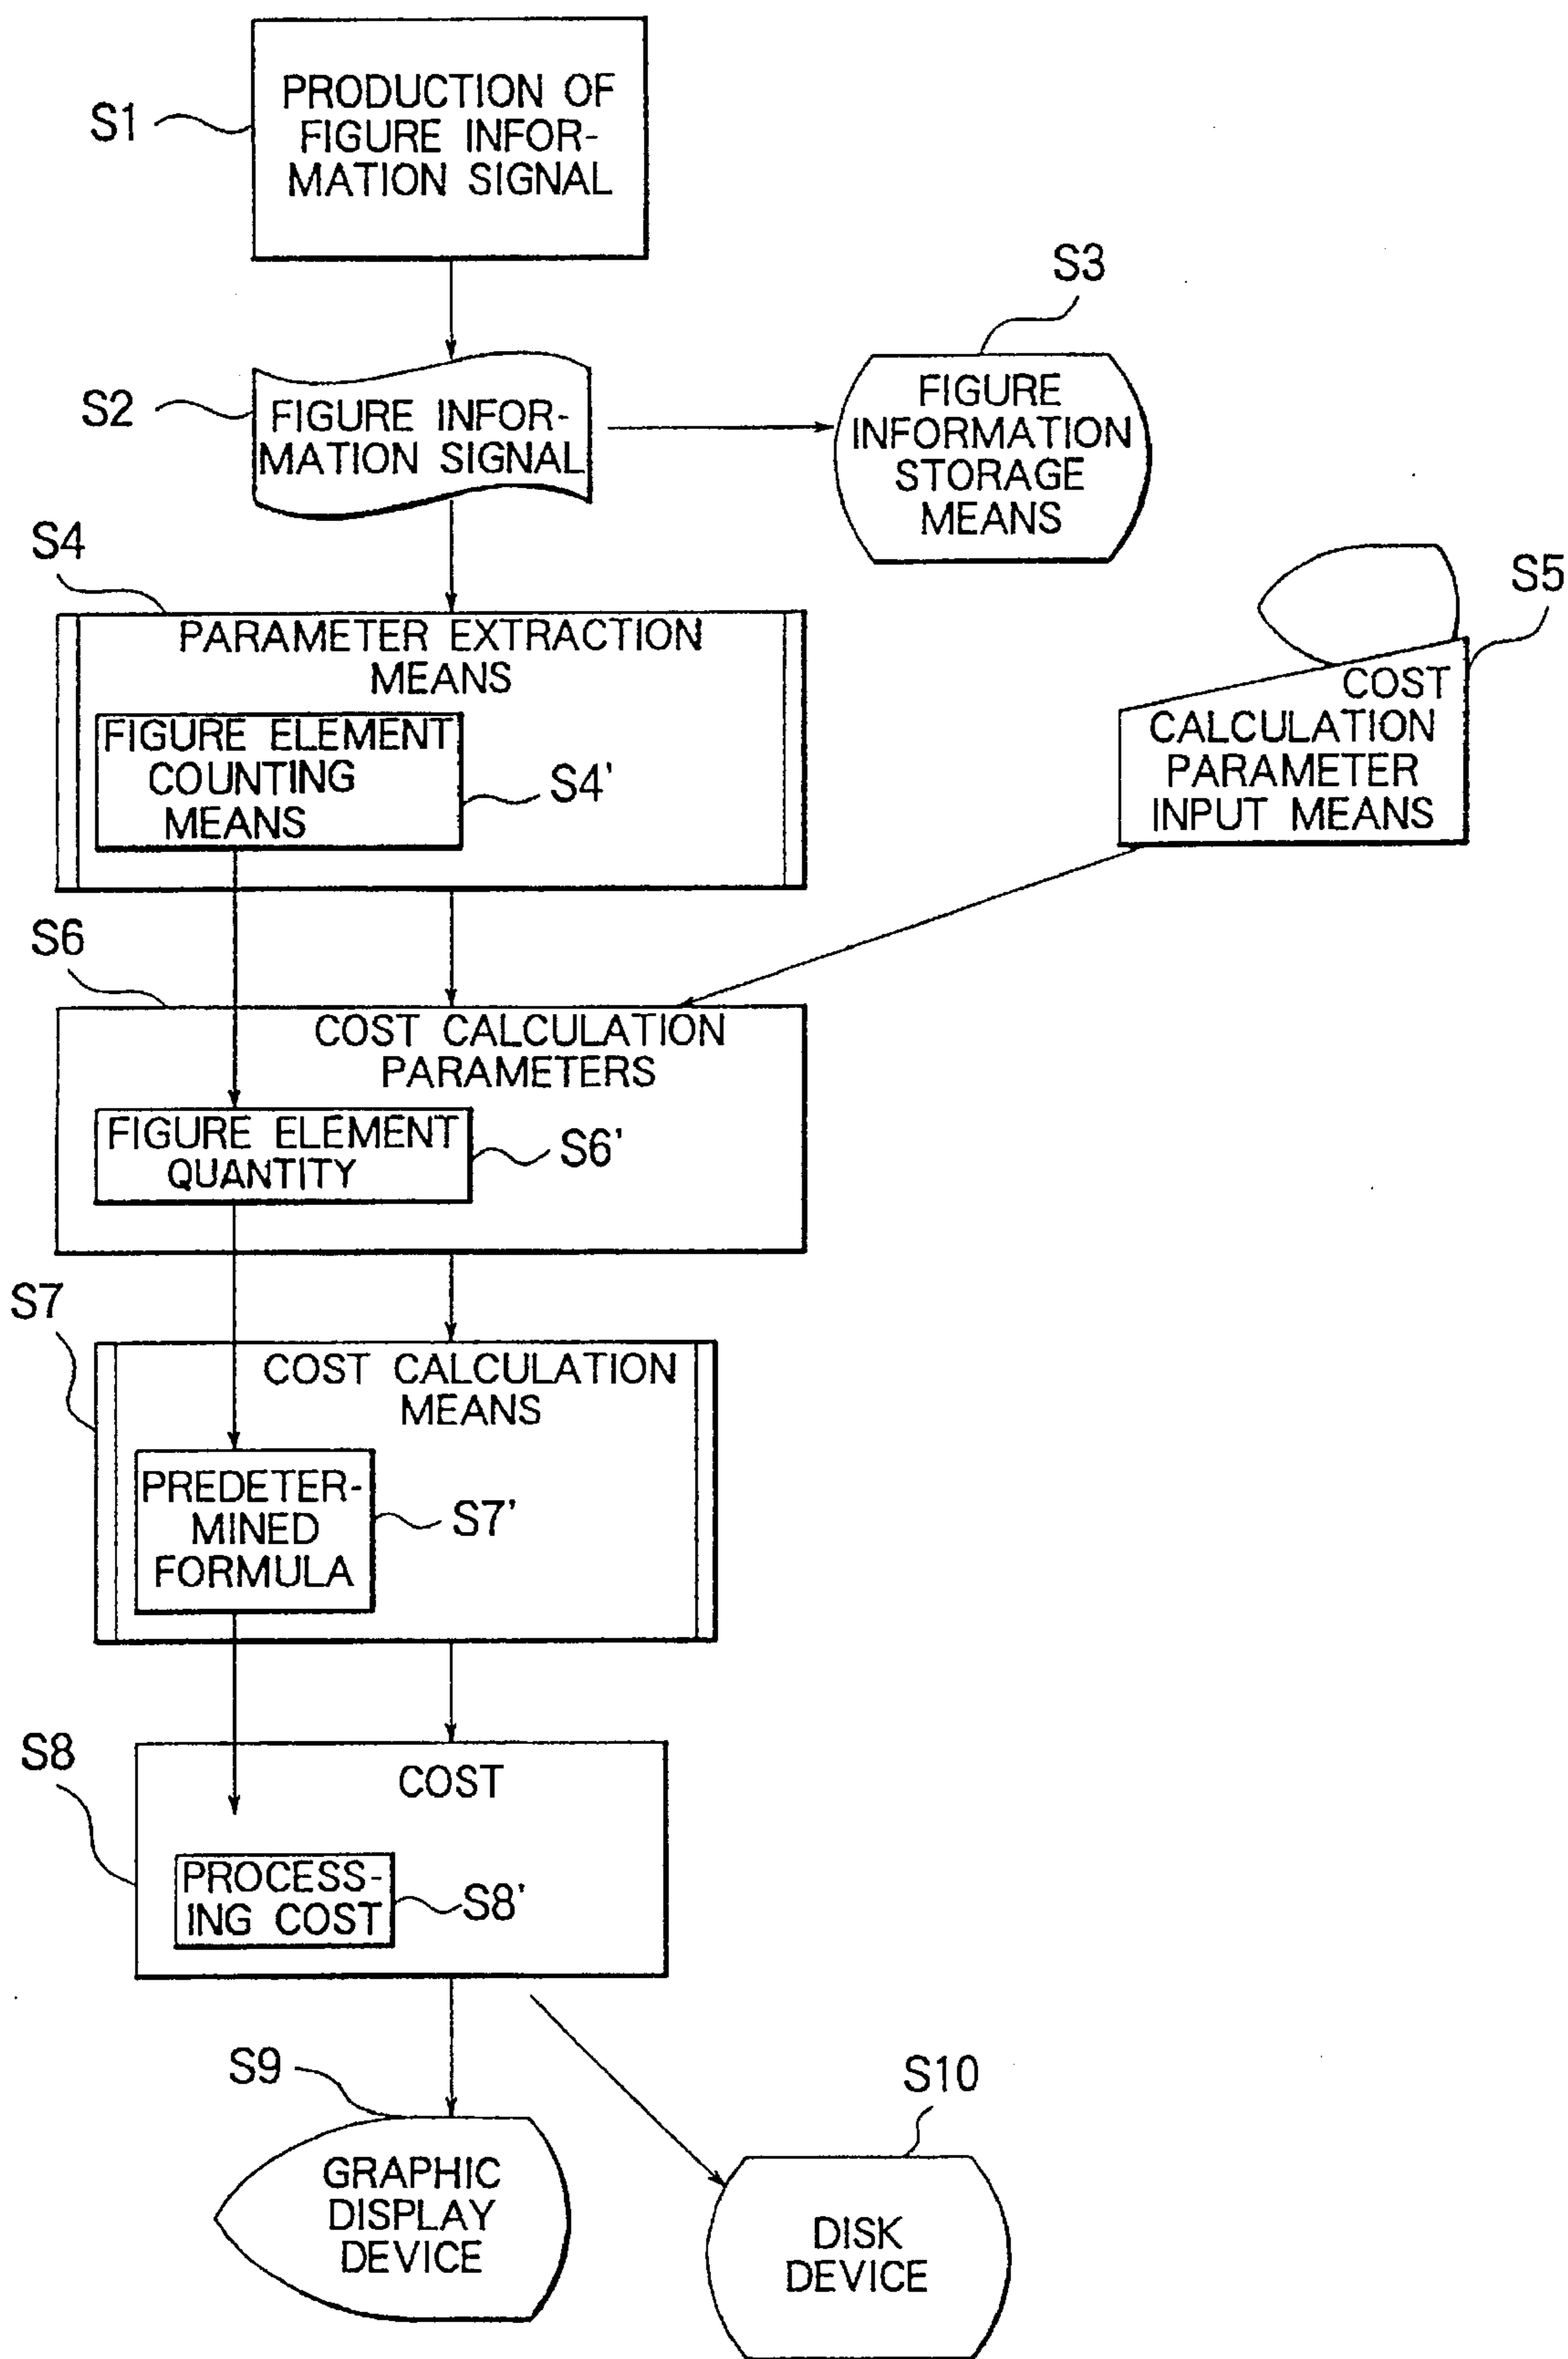 S1
PRODUCTION OF
FIGURE INFOR-
MATION SIGNAL
S2
FIGURE INFOR-
MATION SIGNAL
S3
FIGURE
INFORMATION
STORAGE
MEANS
S4
PARAMETER EXTRACTION
MEANS
FIGURE ELEMENT
COUNTING
MEANS
S4'
S5
COST
CALCULATION
PARAMETER
INPUT MEANS
S6
COST CALCULATION
PARAMETERS
FIGURE ELEMENT
QUANTITY
S6'
S7
COST CALCULATION
MEANS
PREDETER-
MINED
FORMULA
S7'
S8
COST
PROCESS-
ING COST
S8'
S9
GRAPHIC
DISPLAY
DEVICE
S10
DISK
DEVICE